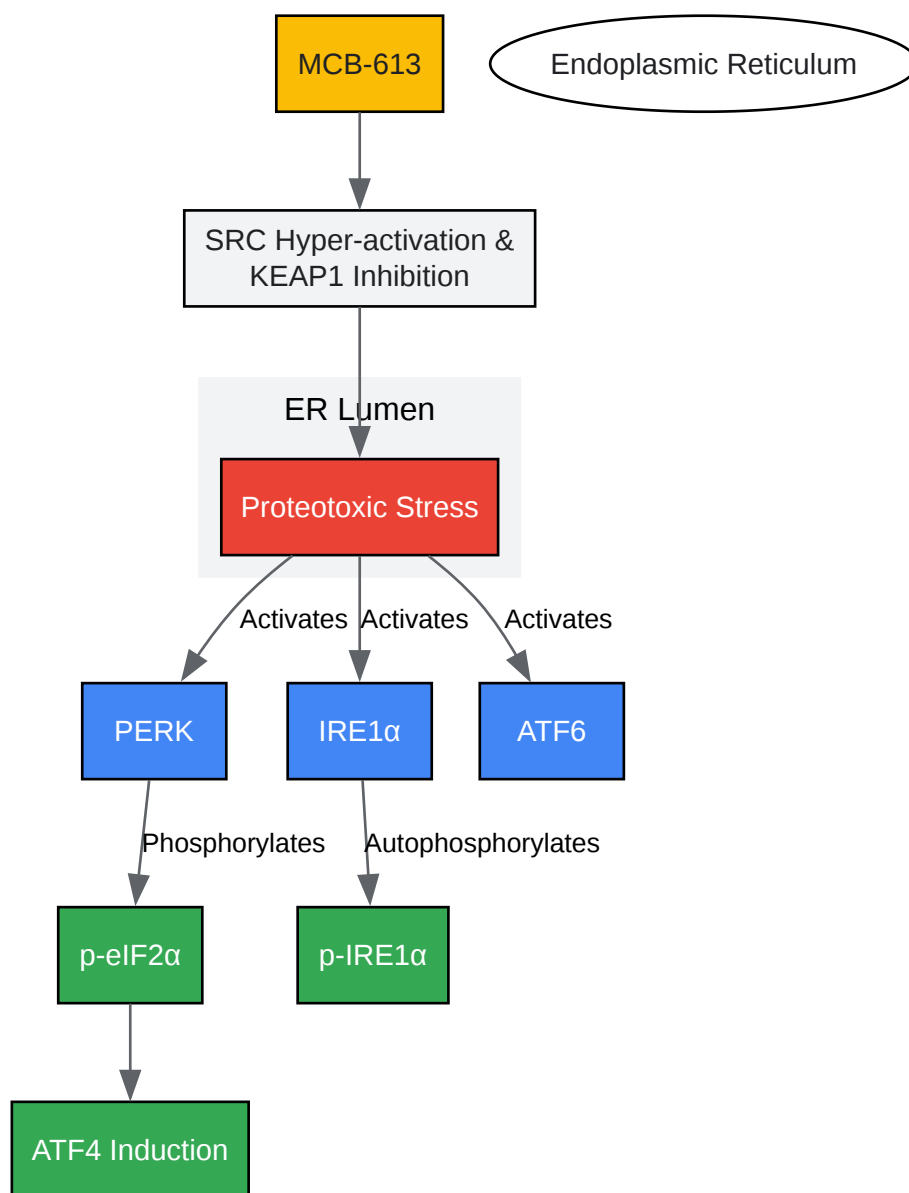 MCB-613
Endoplasmic Reticulum
SRC Hyper-activation &
KEAP1 Inhibition
ER Lumen
Proteotoxic Stress
Activates
Activates
Activates
PERK
IRE1α
ATF6
Phosphorylates
Autophosphorylates
p-eIF2α
p-IRE1α
ATF4 Induction